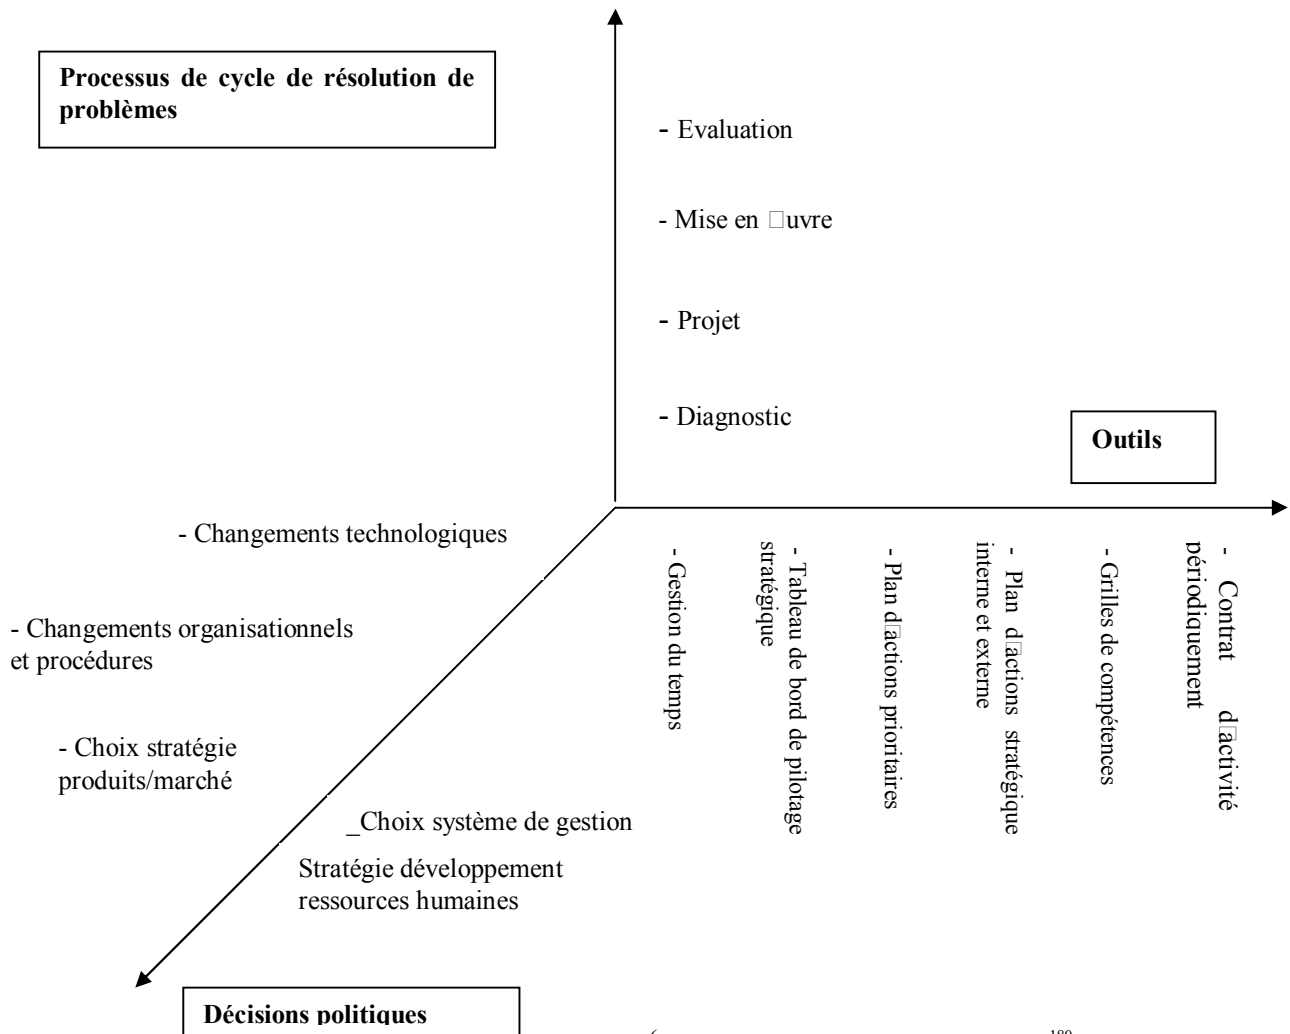 Processus de cycle de résolution de
problèmes
- Evaluation
- Mise en □uvre
- Projet
- Diagnostic
Outils
- Changements technologiques
- Changements organisationnels
et procédures
- Choix stratégie
produits/marché
_Choix système de gestion
Stratégie développement
ressources humaines
- Gestion du temps
- Tableau de bord de pilotage
stratégique
- Plan d□actions prioritaires
- Plan d□actions stratégique
interne et externe
- Grilles de compétences
- Contrat d□activité
périodiquement
Décisions politiques
180